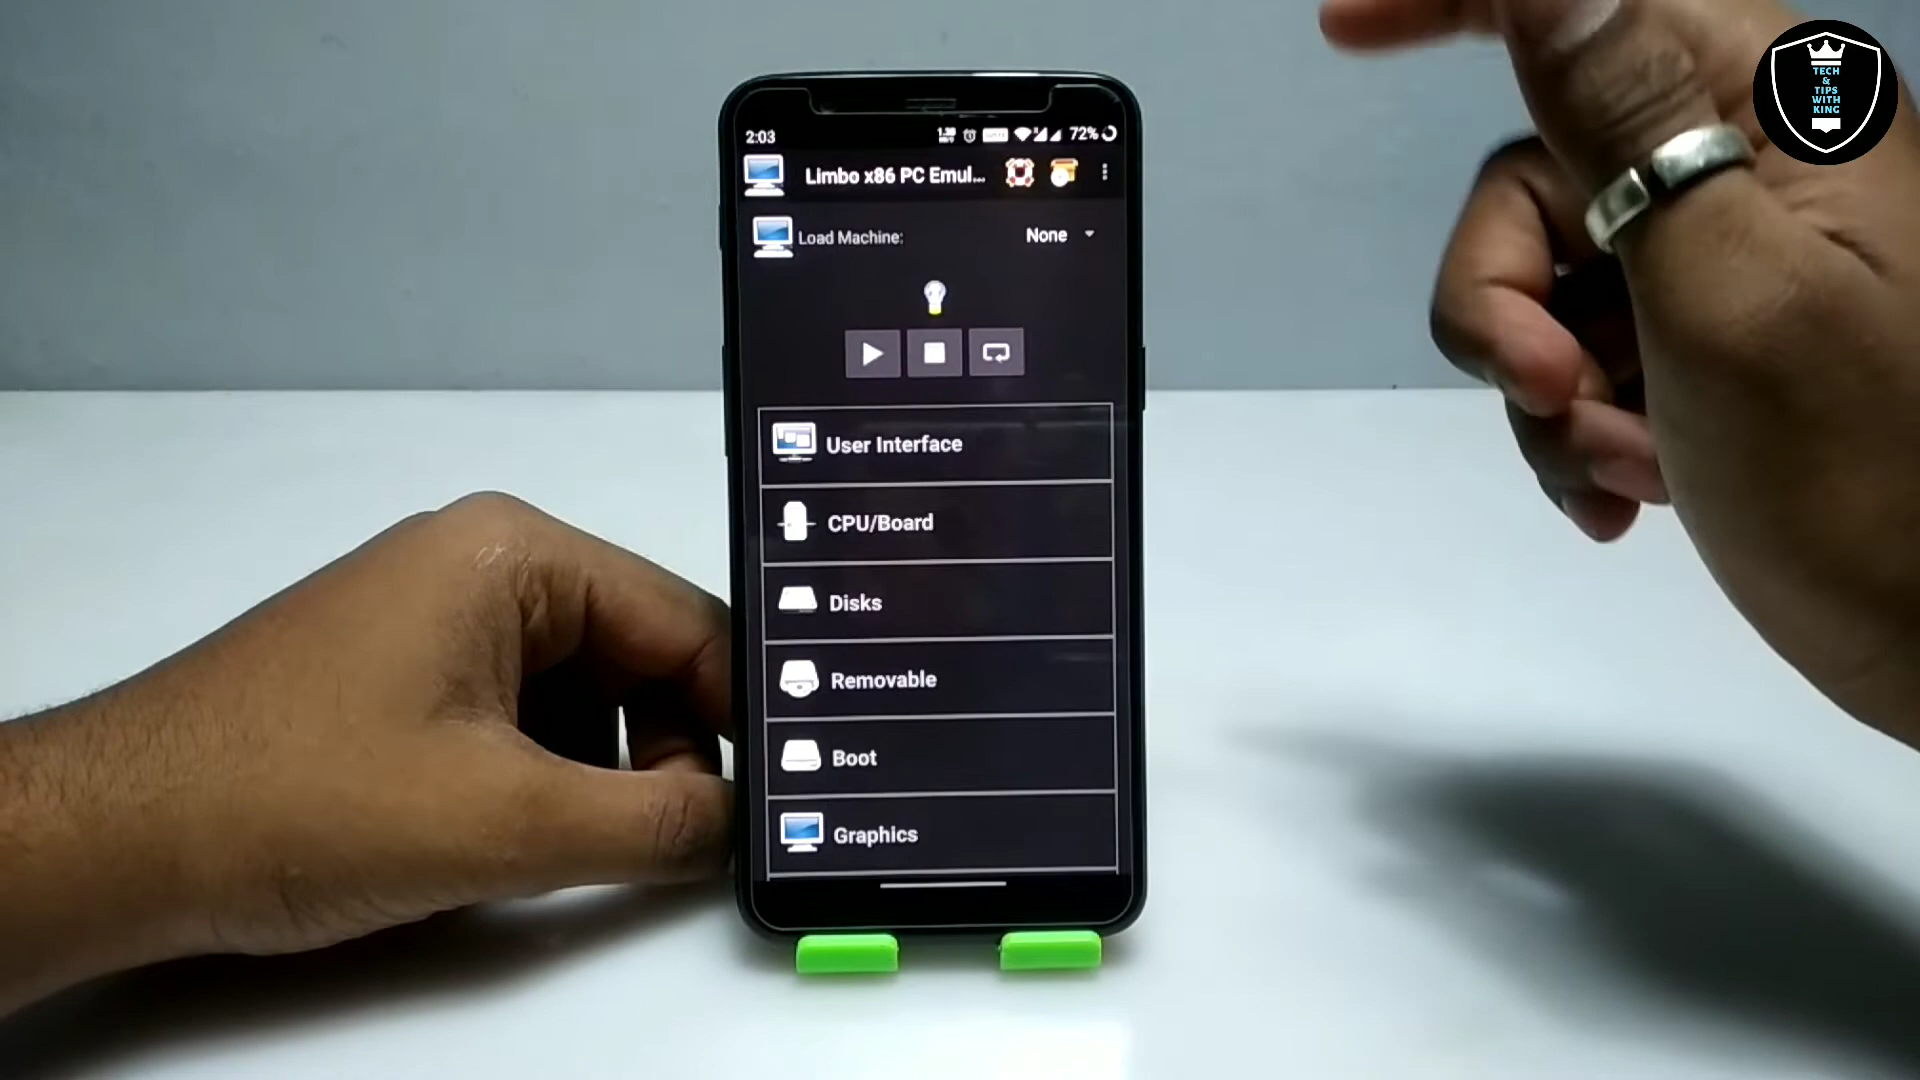 TECH
&
TIPS
WITH
KING
2:03
72%
Limbo x86 PC Emul...
Load Machine:
None
User Interface
CPU/Board
Disks
Removable
Boot
Graphics